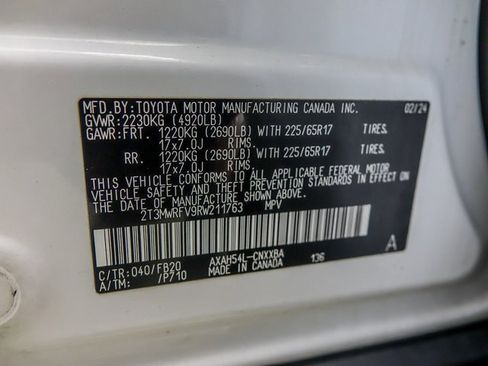 MFD.BY:TOYOTA MOTOR MANUFACTURING CANADA INC. 02/24
GVWR:2230KG (4920LB)
GAWR:FRT. 1220KG (2690LB) WITH 225/65R17 TIRES.
17x7.0J RIMS.
RR. 1220KG (2690LB) WITH 225/65R17 TIRES.
17x7.0J RIMS.
THIS VEHICLE CONFORMS TO ALL APPLICABLE FEDERAL MOTOR
VEHICLE SAFETY AND THEFT PREVENTION STANDARDS IN EFFECT ON
THE DATE OF MANUFACTURE SHOWN ABOVE.
2T3MWRFV9RW211763 MPV
C/TR:040/FB20 AXAH54L-CNXXBA 136 A
A/TM: /P710 MADE IN CANADA